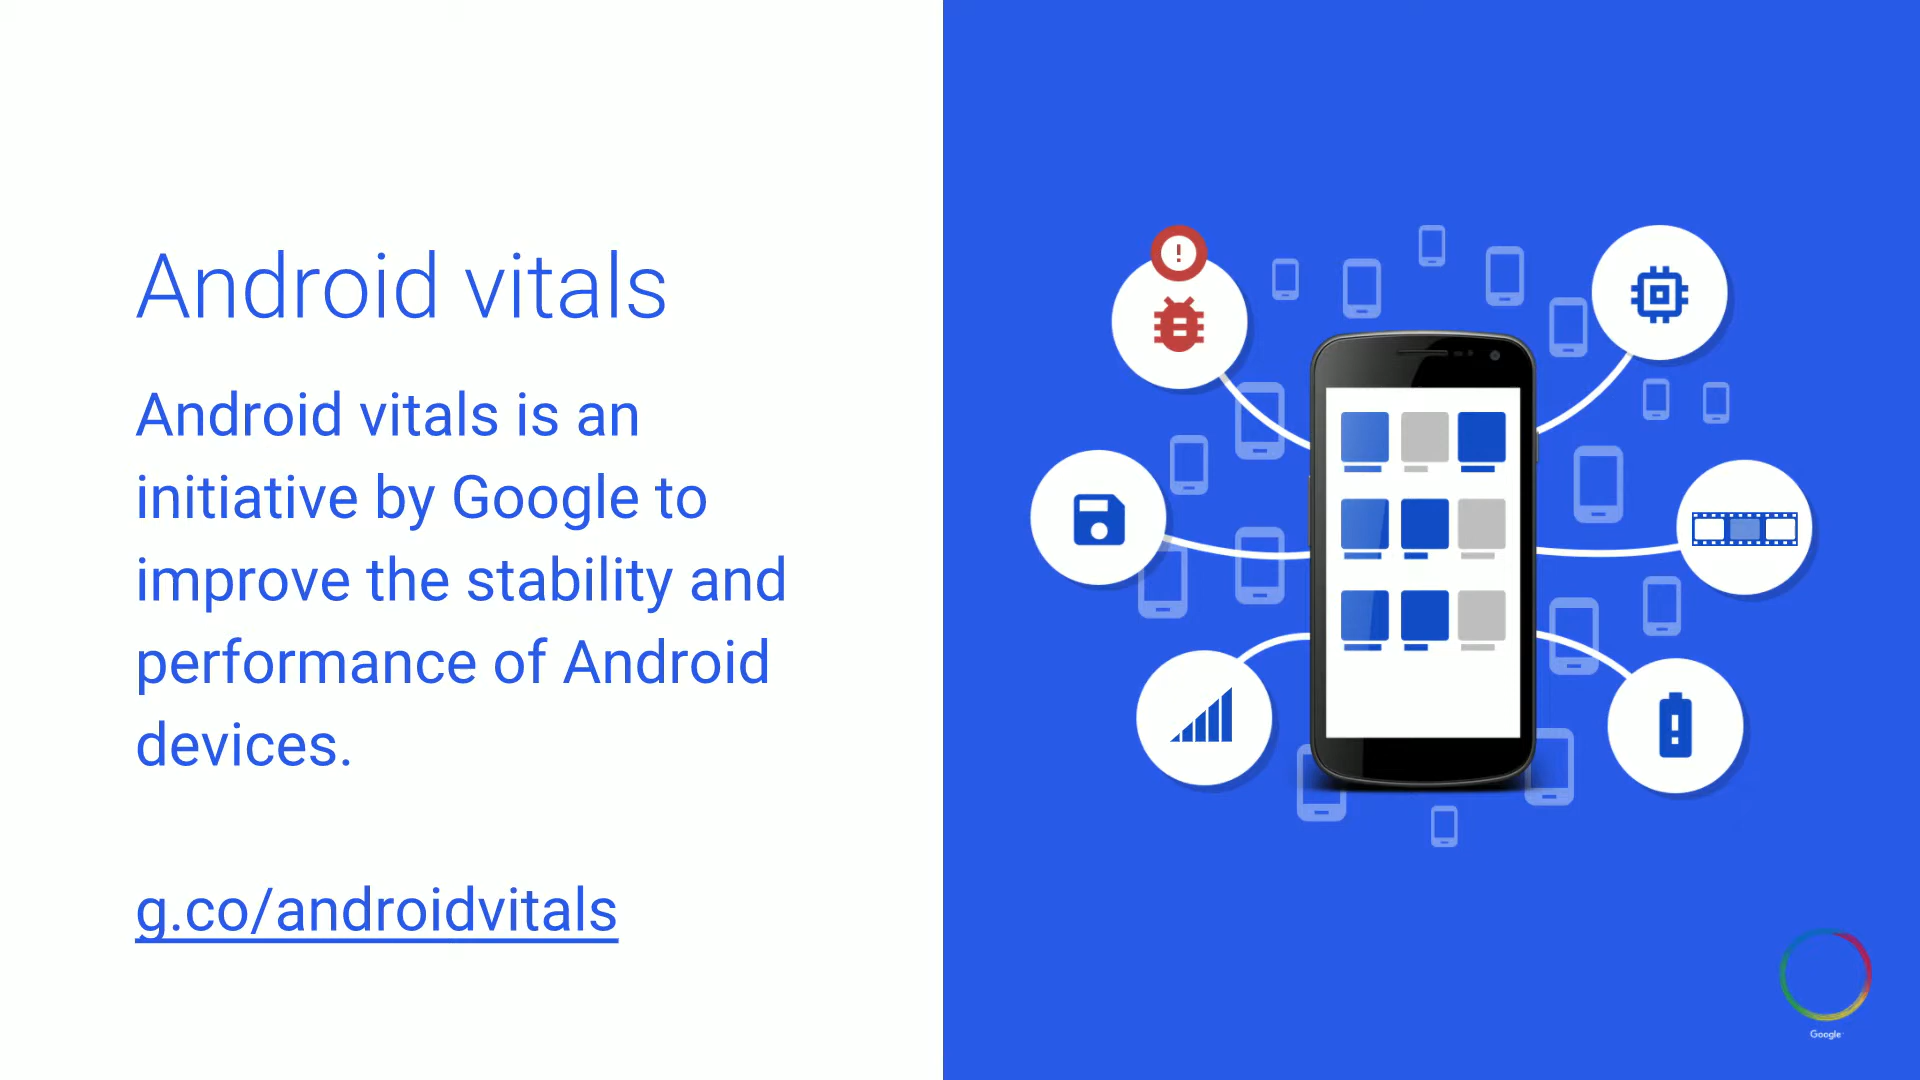 Android vitals
Android vitals is an
initiative by Google to
improve the stability and
performance of Android
devices.
g.co/androidvitals
Google